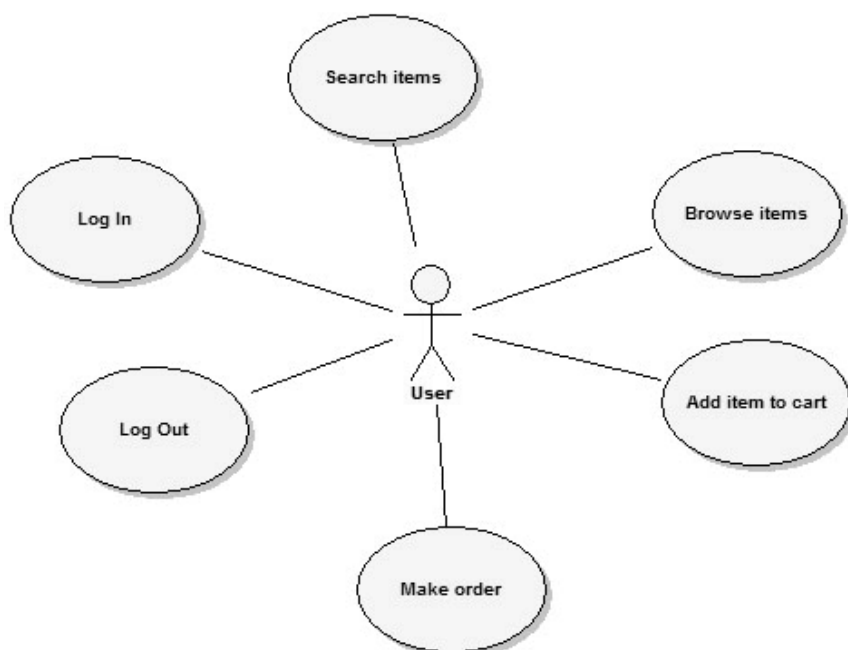 Search items
Log In
Browse items
User
Add item to cart
Log Out
Make order